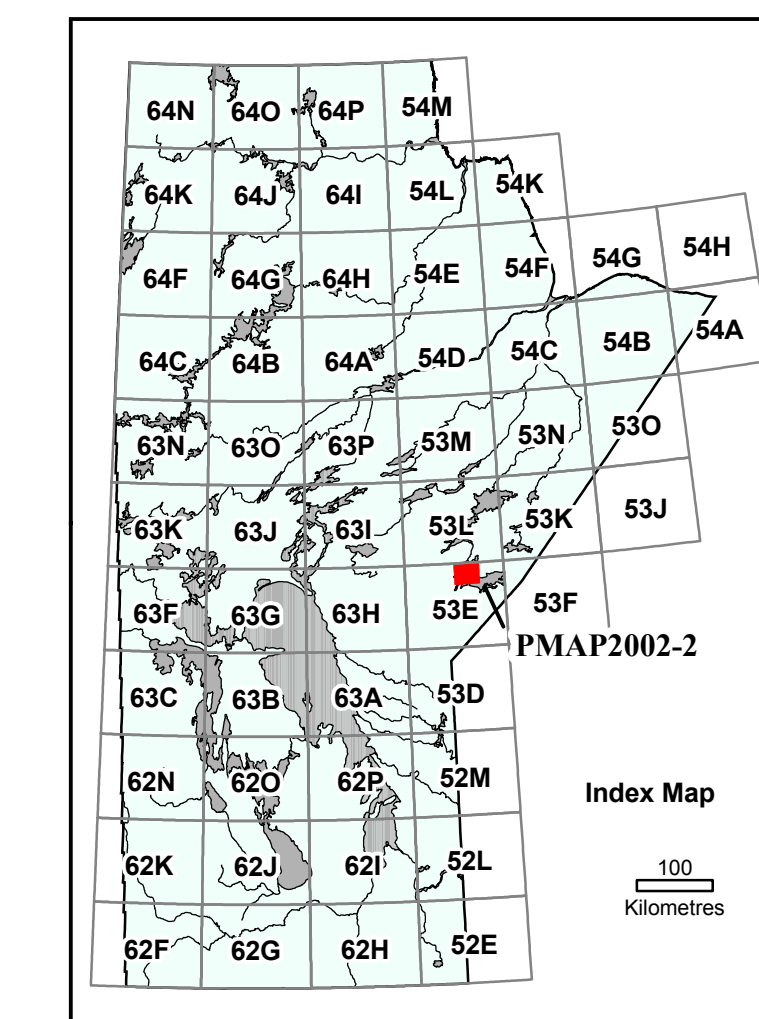 64N 64O 64P 54M
64K 64J 64I 54L 54K
64F 64G 64H 54E 54F 54G 54H
64C 64B 64A 54D 54C 54B 54A
63N 63O 63P 53M 53N 53O
63K 63J 63I 53L 53K 53J
63F 63G 63H 53E 53F
PMAP2002-2
63C 63B 63A 53D
62N 62O 62P 52M
Index Map
62K 62J 62I 52L
100
Kilometres
62F 62G 62H 52E